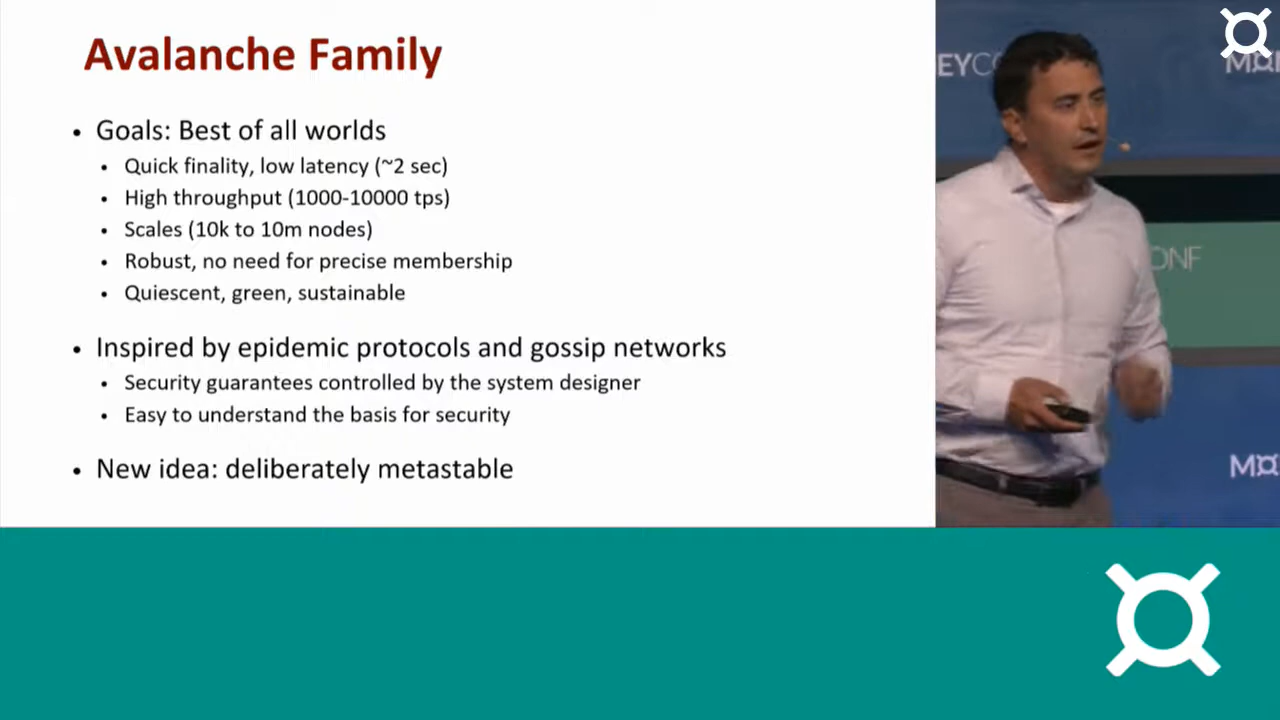 Avalanche Family
• Goals: Best of all worlds
• Quick finality, low latency (~2 sec)
• High throughput (1000-10000 tps)
• Scales (10k to 10m nodes)
• Robust, no need for precise membership
• Quiescent, green, sustainable
• Inspired by epidemic protocols and gossip networks
• Security guarantees controlled by the system designer
• Easy to understand the basis for security
• New idea: deliberately metastable
EYCO
ONF